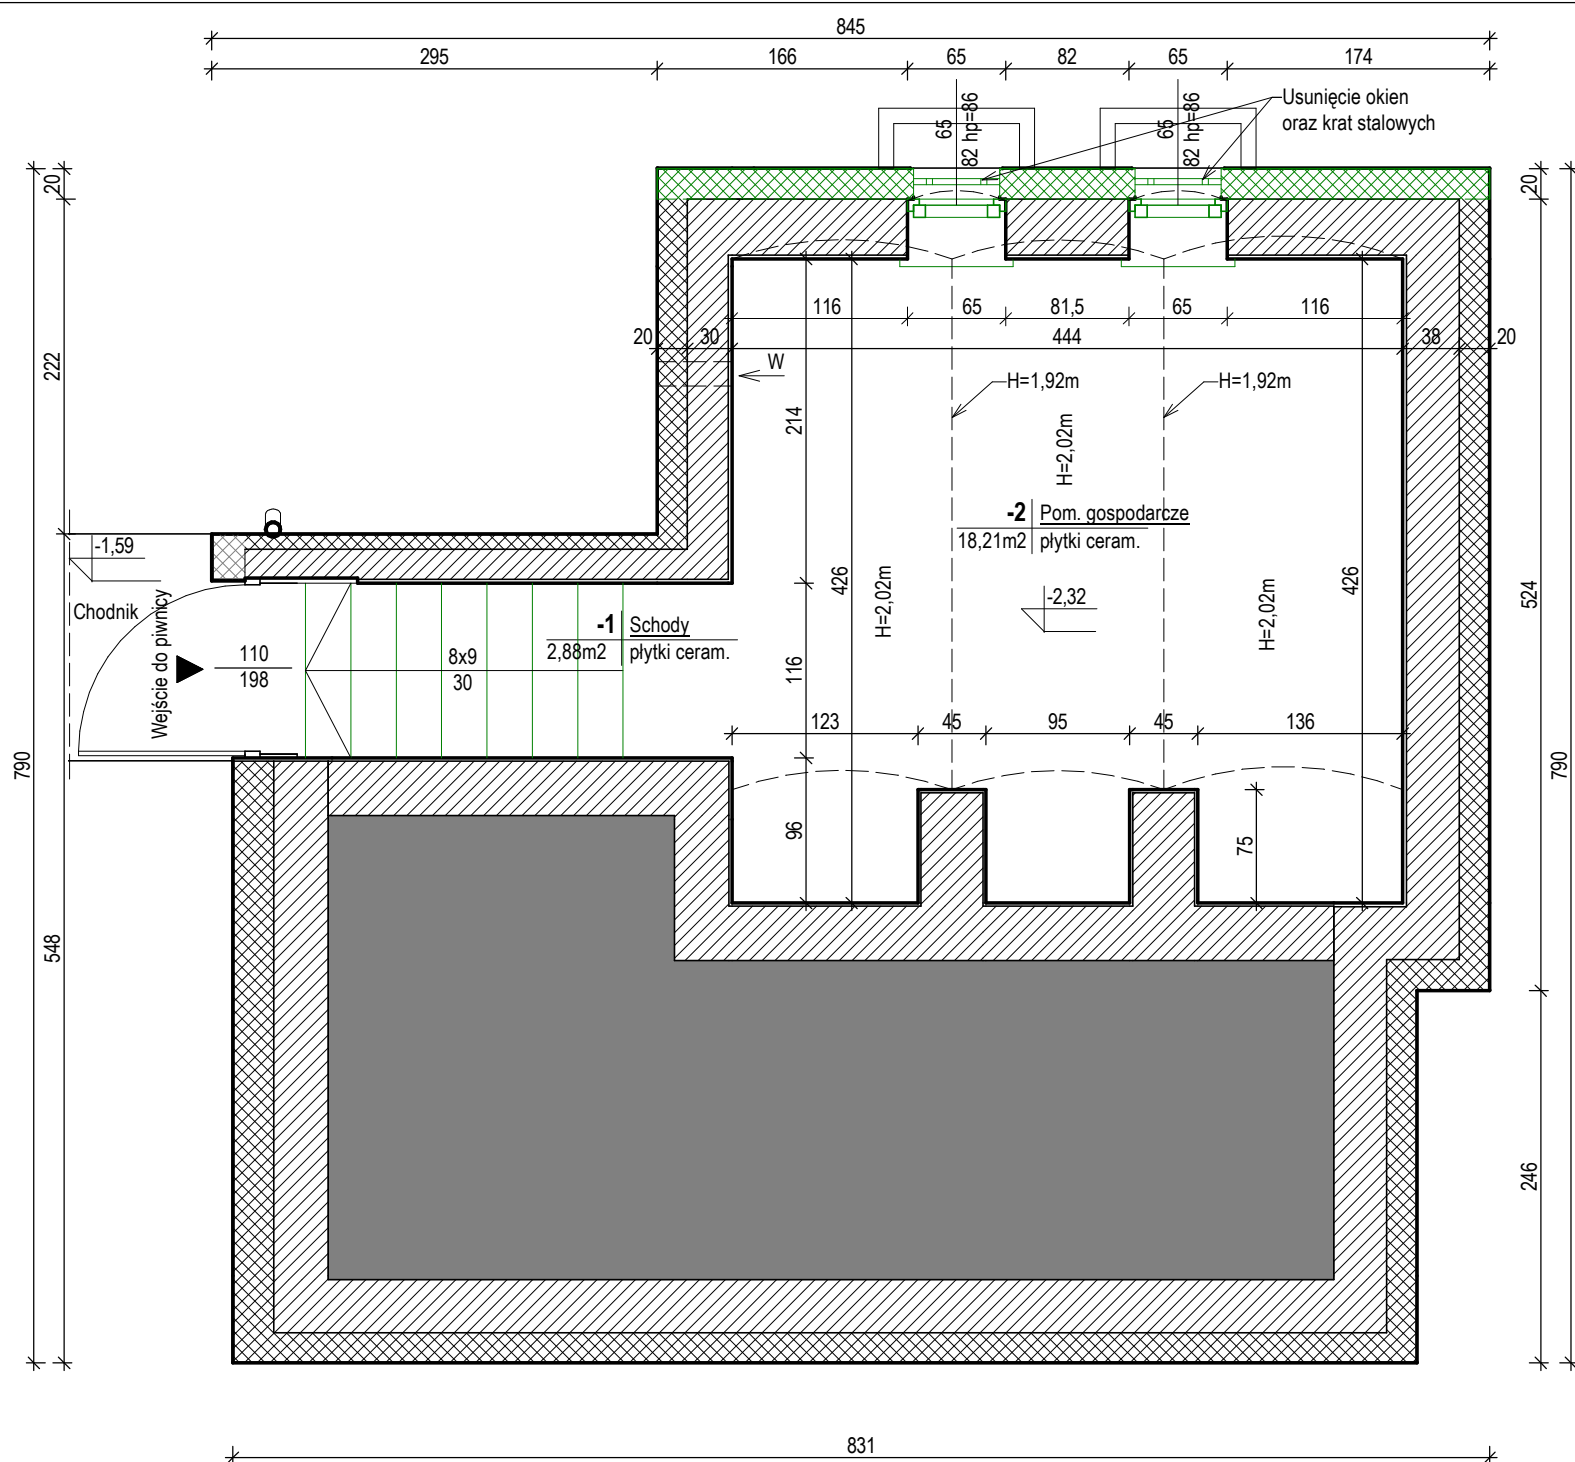 845
295
166
65
82
65
174
Usunięcie okien
oraz krat stalowych
65
82 hp=86
65
82 hp=86
20
20
116
65
81,5
65
116
20
30
444
38
20
W
H=1,92m
H=1,92m
222
214
H=2,02m
-2 Pom. gospodarcze
18,21m2 płytki ceram.
-1,59
Chodnik
Wejście do piwnicy
110
198
8x9
30
-1 Schody
2,88m2 płytki ceram.
116
426
H=2,02m
-2,32
H=2,02m
426
524
123
45
95
45
136
790
790
96
75
548
246
831